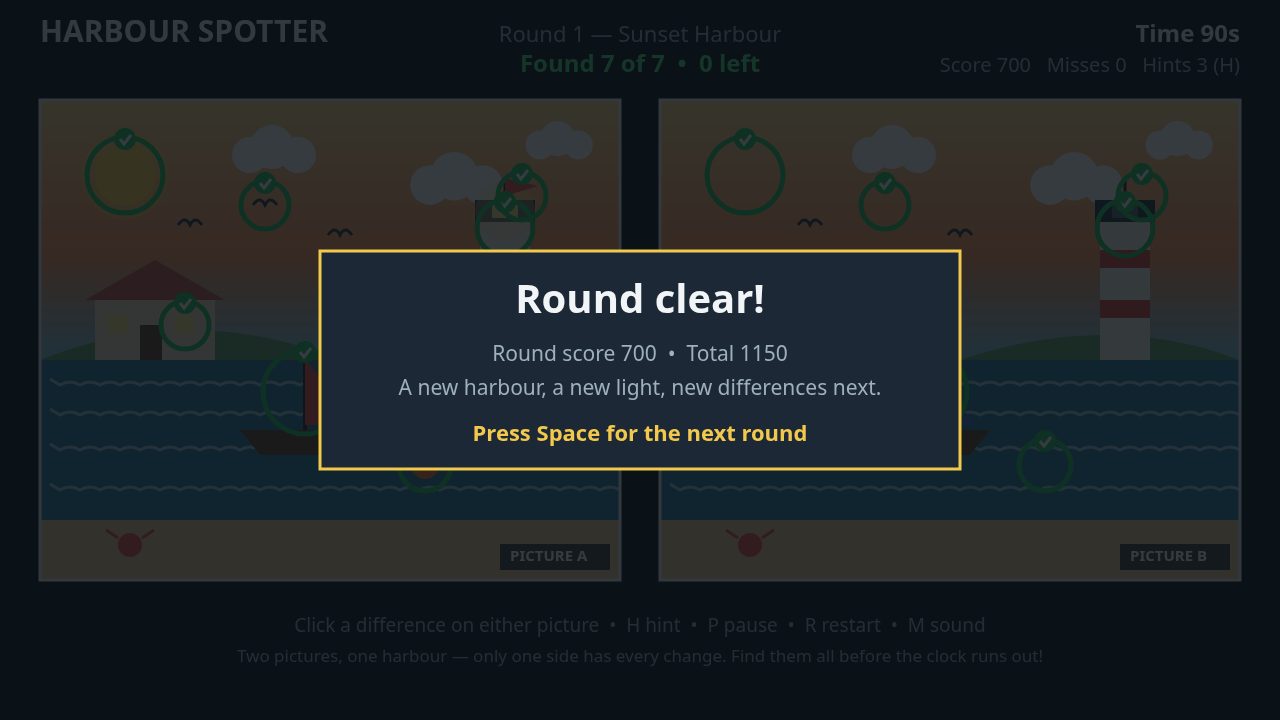 HARBOUR SPOTTER
Round 1 — Sunset Harbour
Time 90s
Found 7 of 7 • 0 left
Score 700 Misses 0 Hints 3 (H)
Round clear!
Round score 700 • Total 1150
A new harbour, a new light, new differences next.
Press Space for the next round
PICTURE A
PICTURE B
Click a difference on either picture • H hint • P pause • R restart • M sound
Two pictures, one harbour — only one side has every change. Find them all before the clock runs out!